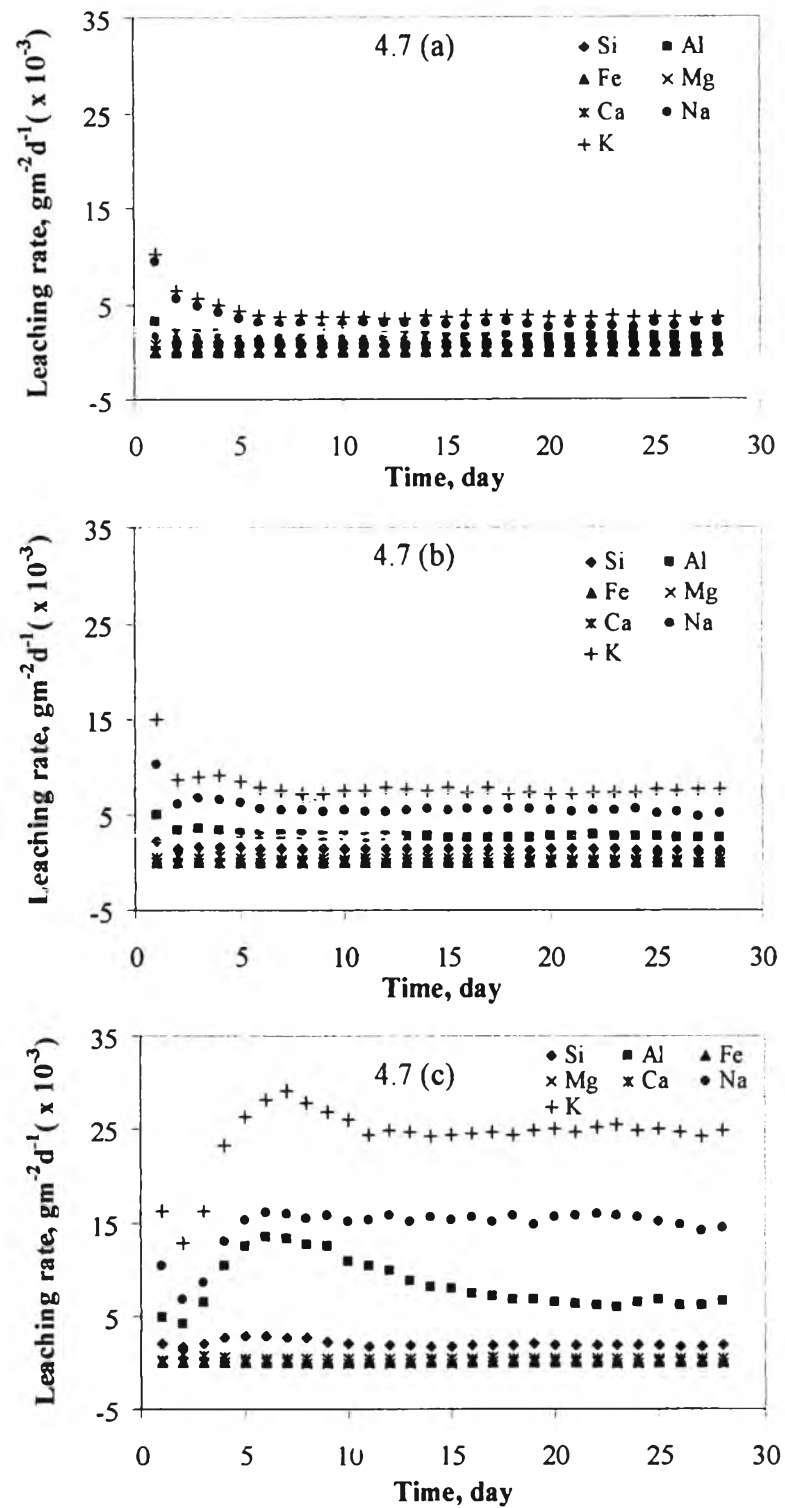 35
4.7 (a)
◆ Si ■ Al
▲ Fe × Mg
Ca ● Na
+ K
25
15
5
-5
Leaching rate, gm⁻²d⁻¹( x 10⁻³)
0 5 10 15 20 25 30
Time, day
35
4.7 (b)
◆ Si ■ Al
▲ Fe × Mg
Ca ● Na
+ K
25
15
5
-5
Leaching rate, gm⁻²d⁻¹( x 10⁻³)
0 5 10 15 20 25 30
Time, day
35
4.7 (c)
◆ Si ■ Al ▲ Fe
× Mg Ca ● Na
+ K
25
15
5
-5
Leaching rate, gm⁻²d⁻¹( x 10⁻³)
0 5 10 15 20 25 30
Time, day